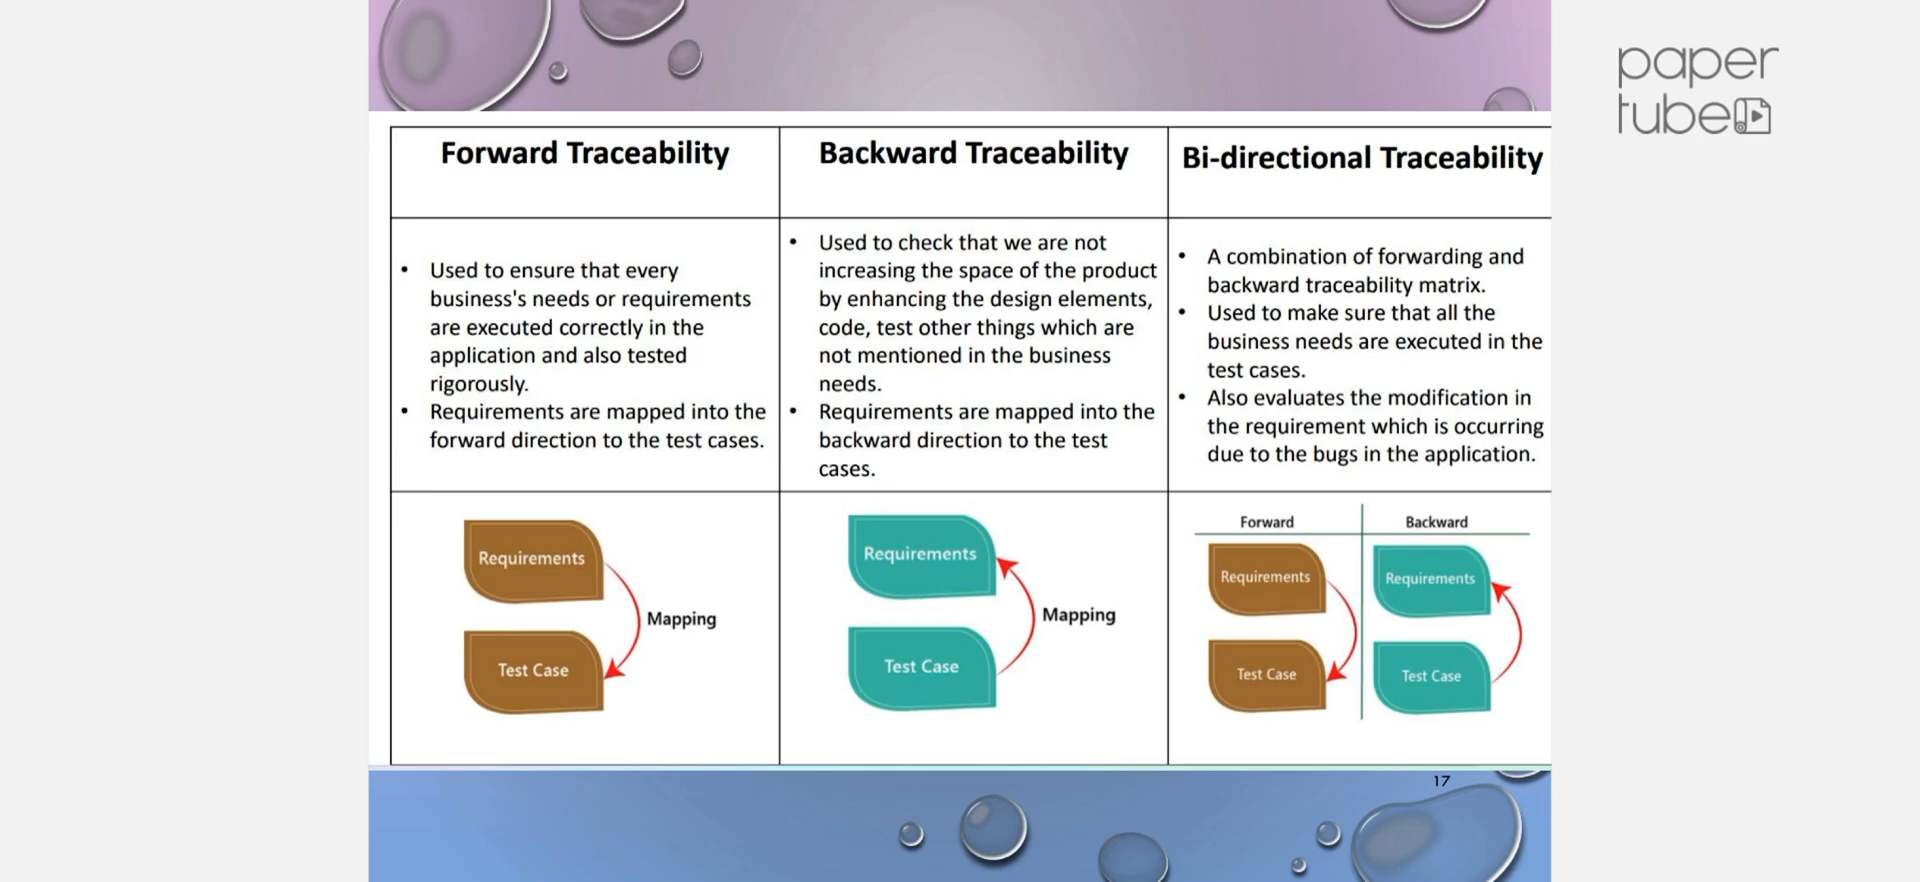 paper
tube
Forward Traceability
Backward Traceability
Bi-directional Traceability
• Used to ensure that every
business's needs or requirements
are executed correctly in the
application and also tested
rigorously.
• Requirements are mapped into the
forward direction to the test cases.
• Used to check that we are not
increasing the space of the product
by enhancing the design elements,
code, test other things which are
not mentioned in the business
needs.
• Requirements are mapped into the
backward direction to the test
cases.
• A combination of forwarding and
backward traceability matrix.
• Used to make sure that all the
business needs are executed in the
test cases.
• Also evaluates the modification in
the requirement which is occurring
due to the bugs in the application.
Requirements
Mapping
Test Case
Requirements
Mapping
Test Case
Forward
Backward
Requirements
Requirements
Test Case
Test Case
17